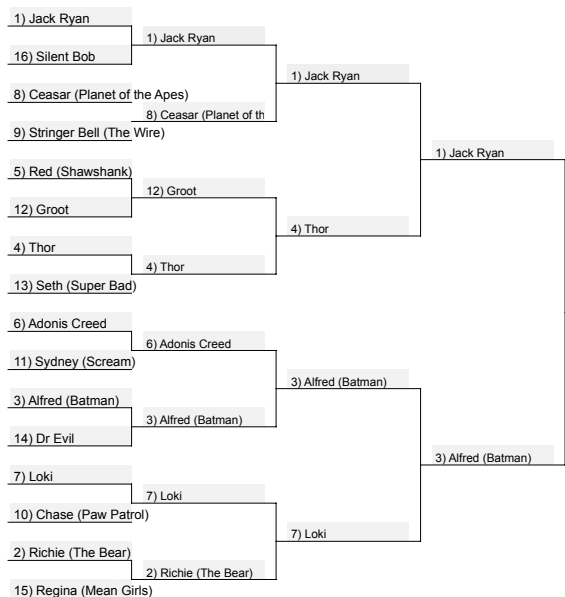 1) Jack Ryan
16) Silent Bob
8) Ceasar (Planet of the Apes)
9) Stringer Bell (The Wire)
5) Red (Shawshank)
12) Groot
4) Thor
13) Seth (Super Bad)
6) Adonis Creed
11) Sydney (Scream)
3) Alfred (Batman)
14) Dr Evil
7) Loki
10) Chase (Paw Patrol)
2) Richie (The Bear)
15) Regina (Mean Girls)
1) Jack Ryan
8) Ceasar (Planet of th
12) Groot
4) Thor
6) Adonis Creed
3) Alfred (Batman)
7) Loki
2) Richie (The Bear)
1) Jack Ryan
4) Thor
3) Alfred (Batman)
7) Loki
1) Jack Ryan
3) Alfred (Batman)